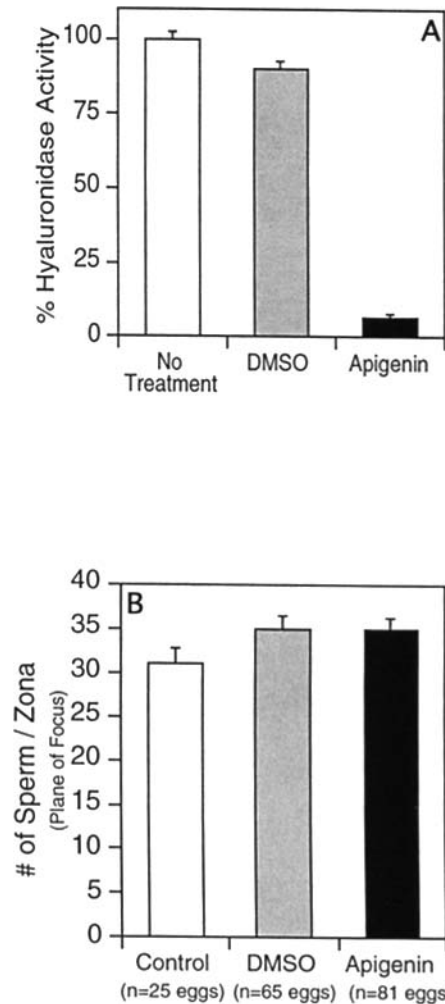 A
% Hyaluronidase Activity
100
75
50
25
0
No Treatment
DMSO
Apigenin
B
# of Sperm / Zona
(Plane of Focus)
40
35
30
25
20
15
10
5
0
Control
DMSO
Apigenin
(n=25 eggs)
(n=65 eggs)
(n=81 eggs)